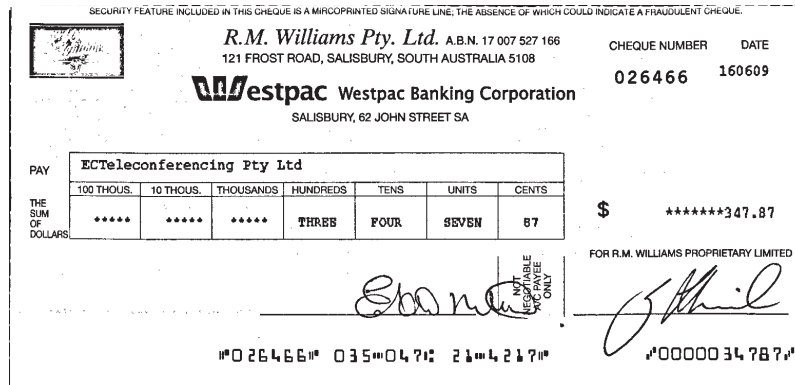 SECURITY FEATURE INCLUDED IN THIS CHEQUE IS A MIRCOPRINTED SIGNATURE LINE; THE ABSENCE OF WHICH COULD INDICATE A FRAUDULENT CHEQUE.
R.M. Williams Pty. Ltd. A.B.N. 17 007 527 166
121 FROST ROAD, SALISBURY, SOUTH AUSTRALIA 5108
CHEQUE NUMBER DATE
026466 160609
Westpac Westpac Banking Corporation
SALISBURY, 62 JOHN STREET SA
PAY ECTeleconferencing Pty Ltd
100 THOUS. 10 THOUS. THOUSANDS HUNDREDS TENS UNITS CENTS
THE SUM OF DOLLARS ***** ***** ***** THREE FOUR SEVEN 87 $ *******347.87
FOR R.M. WILLIAMS PROPRIETARY LIMITED
NOT NEGOTIABLE A/C PAYEE ONLY
⑈026466⑈ 035⑉047⑆ 21⑉4217⑈ ⑈0000034787⑈